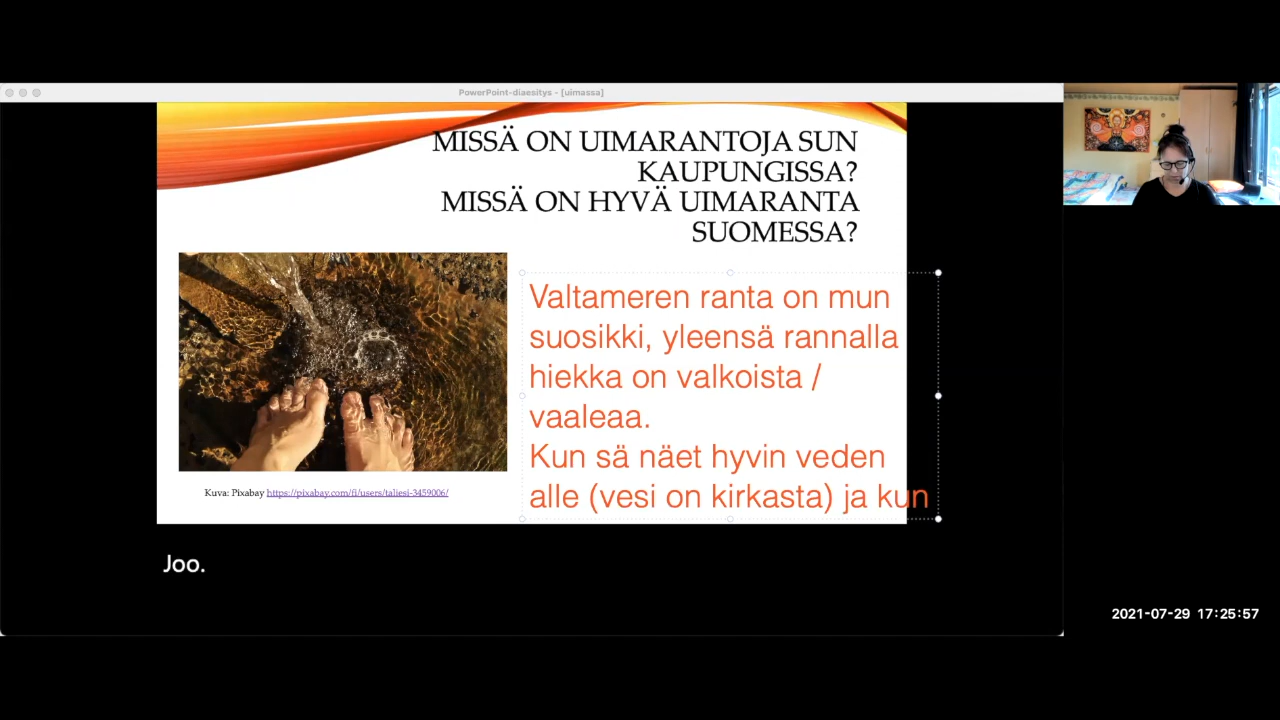 PowerPoint-diaesitys - [uimassa]
MISSÄ ON UIMARANTOJA SUN
KAUPUNGISSA?
MISSÄ ON HYVÄ UIMARANTA
SUOMESSA?
Valtameren ranta on mun
suosikki, yleensä rannalla
hiekka on valkoista /
vaaleaa.
Kun sä näet hyvin veden
alle (vesi on kirkasta) ja kun
Kuva: Pixabay https://pixabay.com/fi/users/taliesi-3459006/
Joo.
2021-07-29 17:25:57